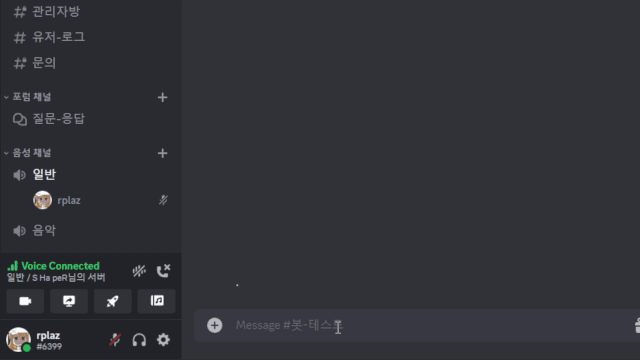 관리자방
유저-로그
문의
포럼 채널
질문-응답
음성 채널
일반
rplaz
음악
Voice Connected
일반 / S Ha peR님의 서버
rplaz
#6399
Message #봇-테스트